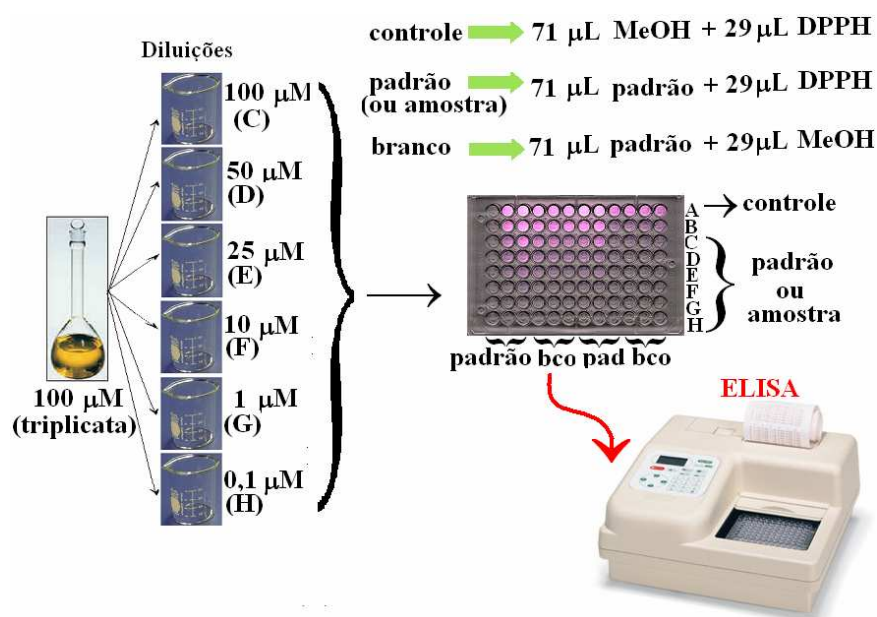 Diluições
100 μM
(C)
50 μM
(D)
25 μM
(E)
10 μM
(F)
1 μM
(G)
0,1 μM
(H)
100 μM
(triplicata)
controle 71 μL MeOH + 29 μL DPPH
padrão 71 μL padrão + 29μL DPPH
(ou amostra)
branco 71 μL padrão + 29μL MeOH
A
B
C
D
E
F
G
H
controle
padrão
ou
amostra
padrão bco pad bco
ELISA